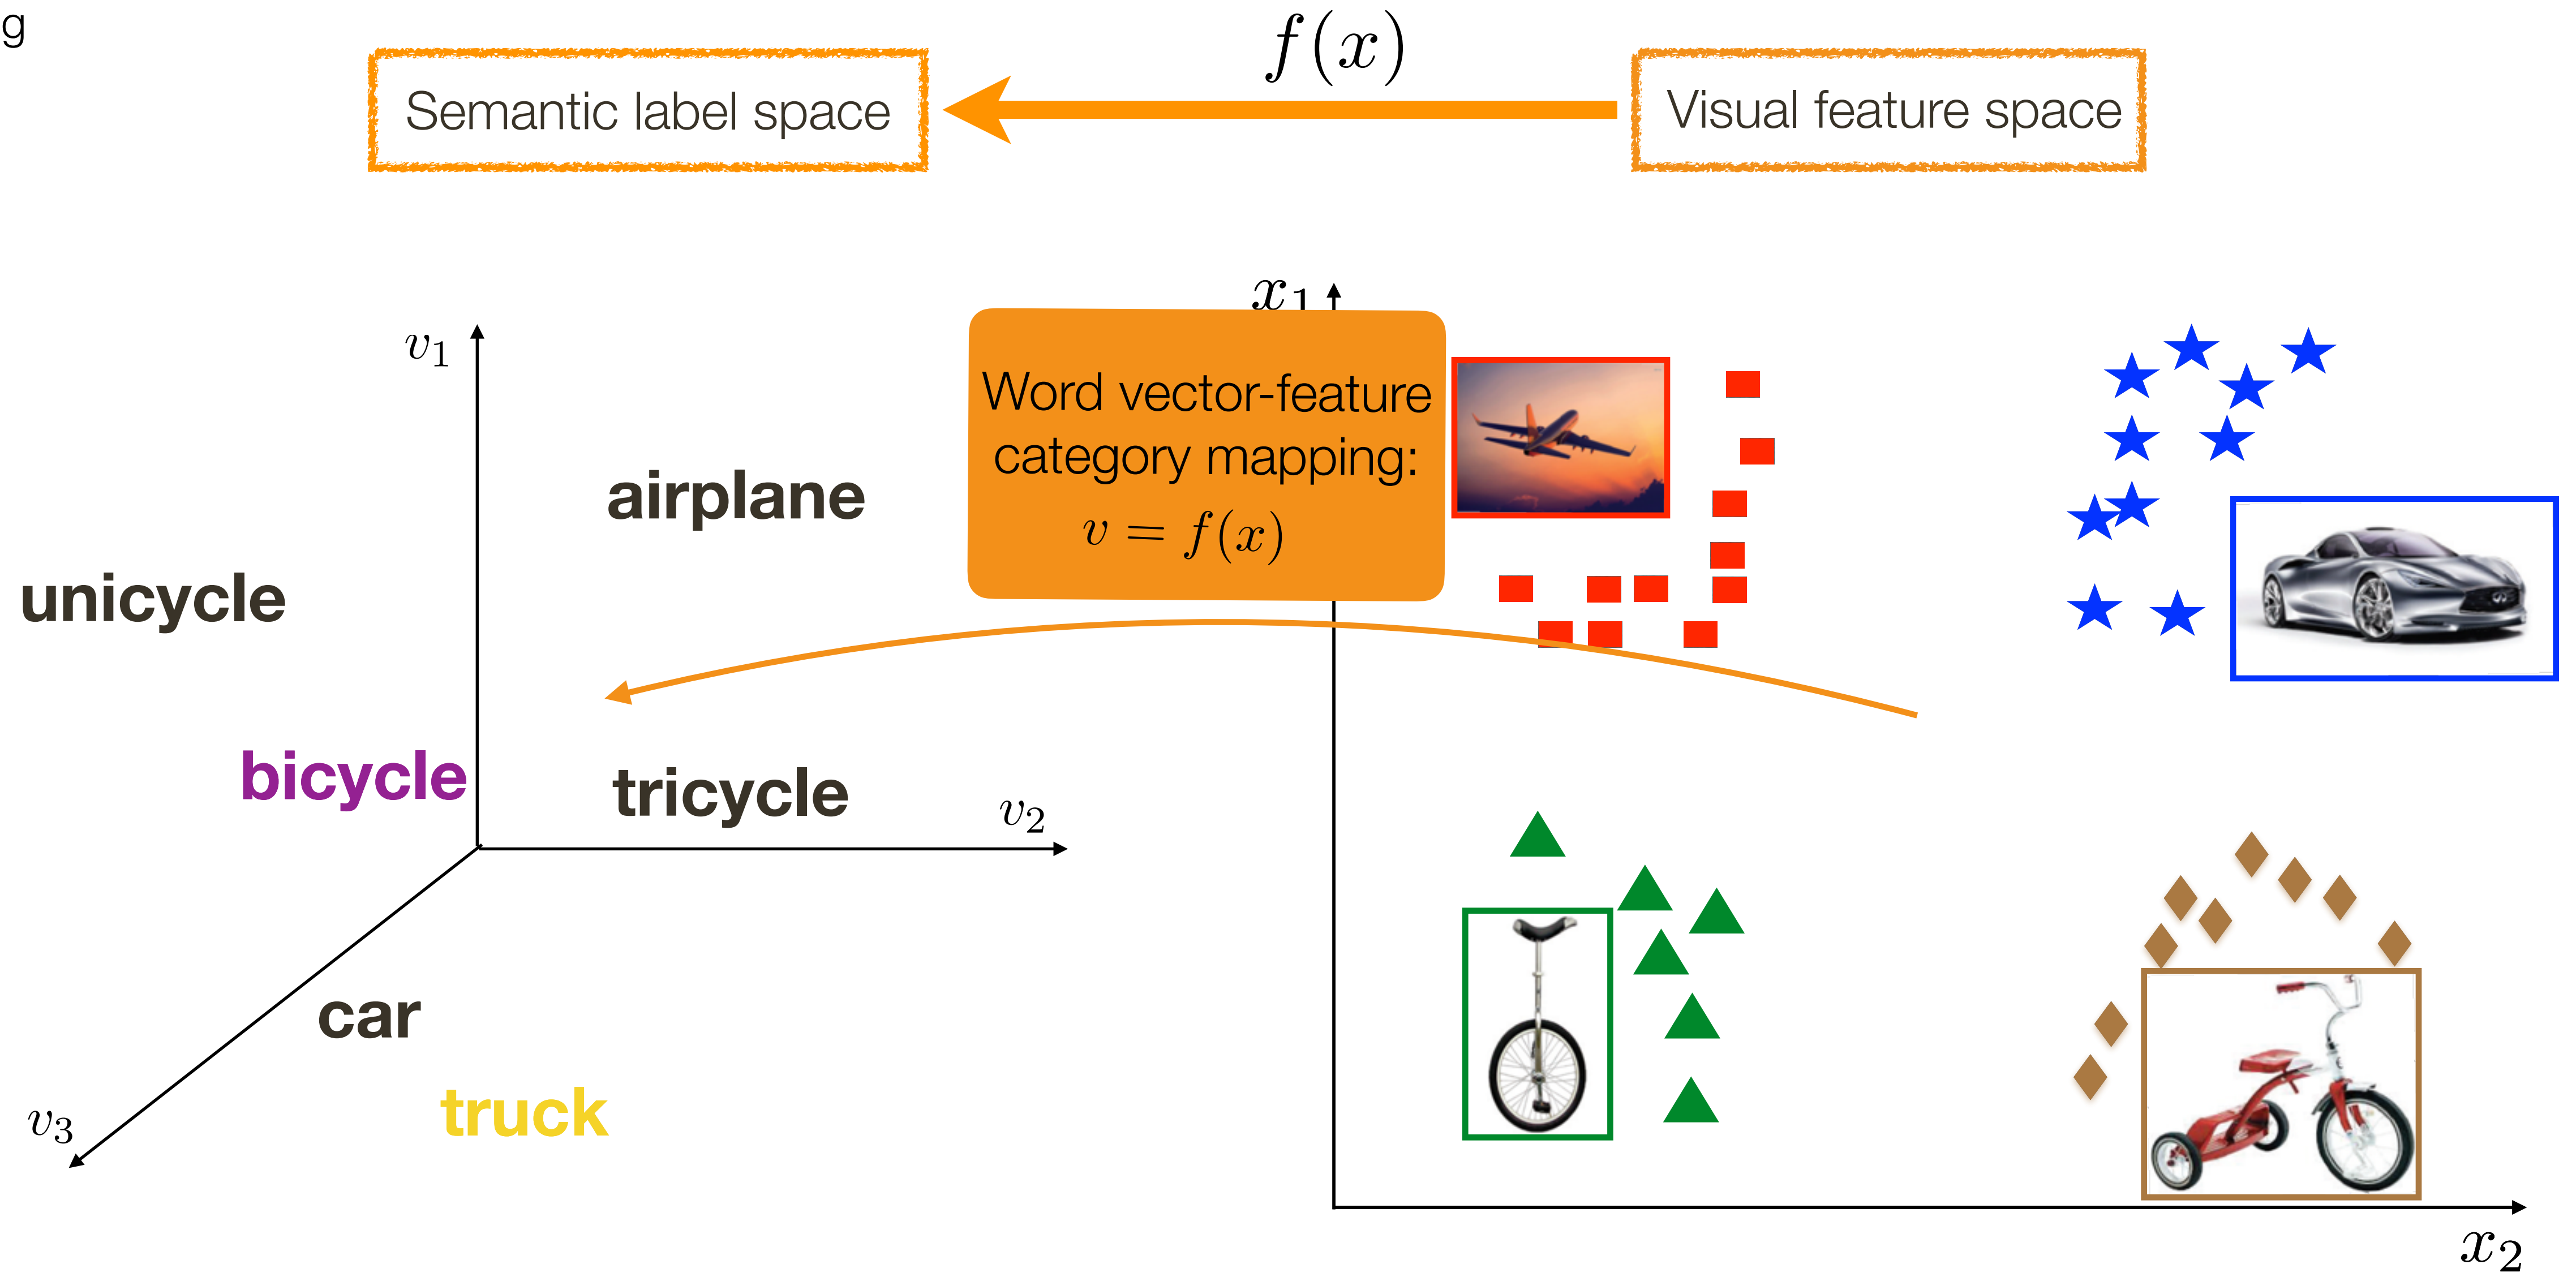 g
f(x)
Semantic label space
Visual feature space
x₁
v₁
Word vector-feature
category mapping:
v = f(x)
airplane
unicycle
bicycle
tricycle
v₂
car
truck
v₃
x₂